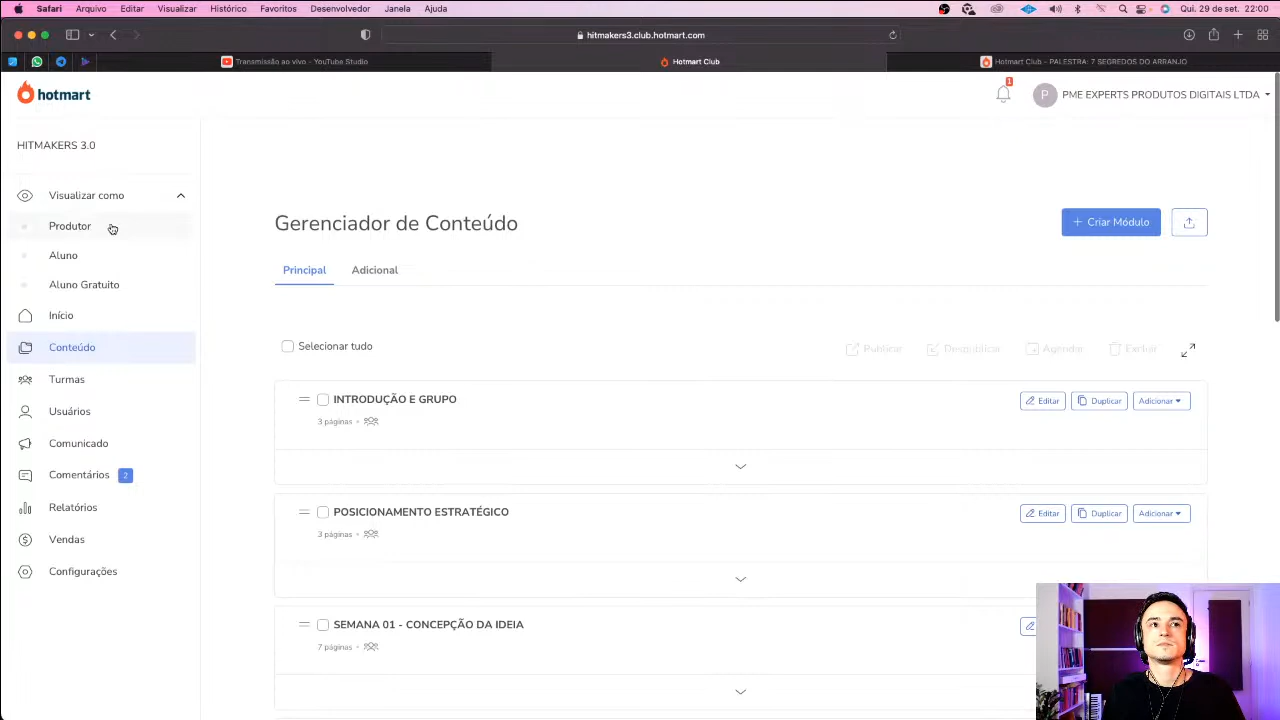 Safari Arquivo Editar Visualizar Histórico Favoritos Desenvolvedor Janela Ajuda Qui. 29 de set. 22:00
hitmakers3.club.hotmart.com
Transmissão ao vivo - YouTube Studio
Hotmart Club
Hotmart Club - PALESTRA: 7 SEGREDOS DO ARRANJO
hotmart
1
P PME EXPERTS PRODUTOS DIGITAIS LTDA
HITMAKERS 3.0
Visualizar como
Produtor
Aluno
Aluno Gratuito
Início
Conteúdo
Turmas
Usuários
Comunicado
Comentários 2
Relatórios
Vendas
Configurações
Gerenciador de Conteúdo
+ Criar Módulo
Principal Adicional
Selecionar tudo
Publicar Despublicar Agendar Excluir
INTRODUÇÃO E GRUPO
Editar Duplicar Adicionar
3 páginas •
POSICIONAMENTO ESTRATÉGICO
Editar Duplicar Adicionar
3 páginas •
SEMANA 01 - CONCEPÇÃO DA IDEIA
7 páginas •